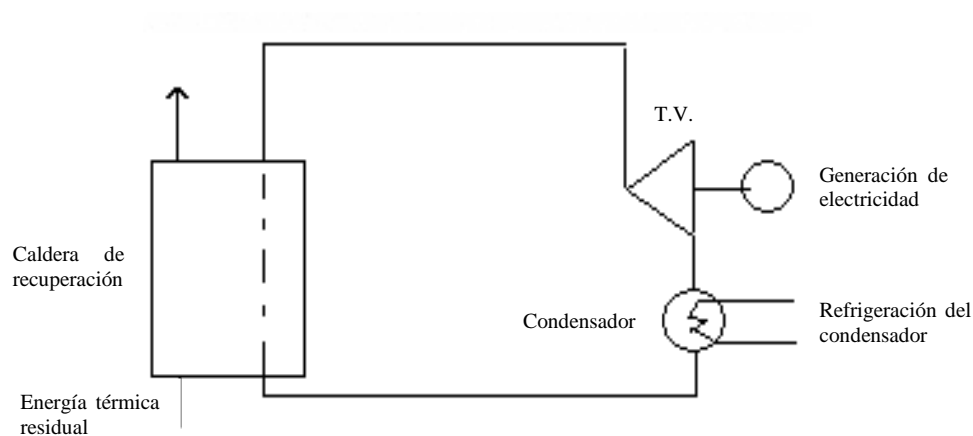 T.V.
Generación de
electricidad
Caldera de
recuperación
Condensador
Refrigeración del
condensador
Energía térmica
residual